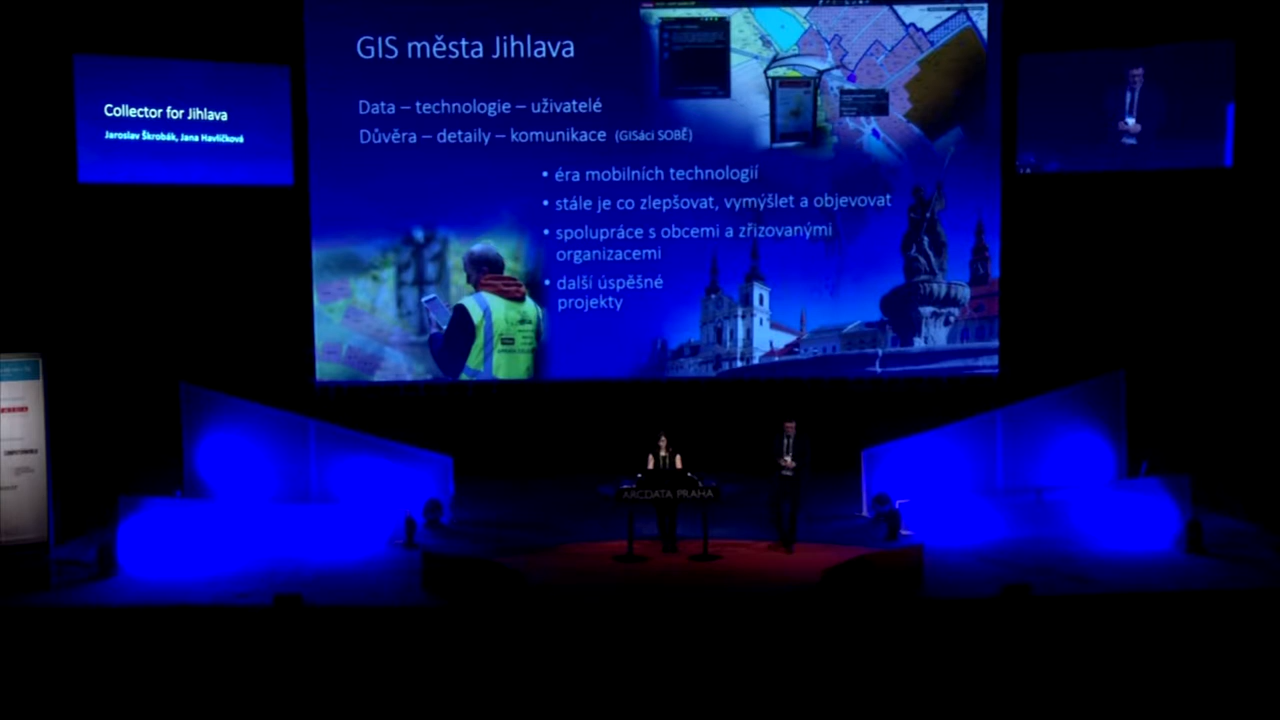 Collector for Jihlava
Jaroslav Škrobák, Jana Havlíčková
GIS města Jihlava
Data – technologie – uživatelé
Důvěra – detaily – komunikace (GISáci SOBĚ)
• éra mobilních technologií
• stále je co zlepšovat, vymýšlet a objevovat
• spolupráce s obcemi a zřizovanými
organizacemi
• další úspěšné
projekty
ARCDATA PRAHA